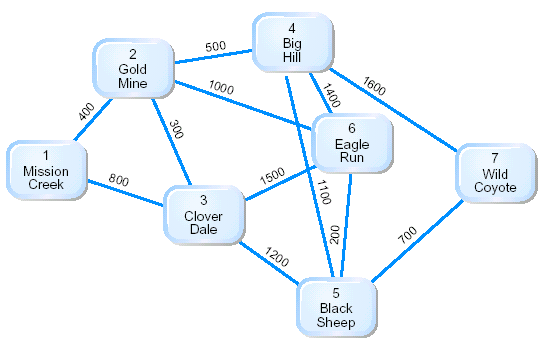 4
Big
Hill
2
Gold
Mine
500
1600
1000
1400
400
300
6
Eagle
Run
1
Mission
Creek
7
Wild
Coyote
800
1500
1100
3
Clover
Dale
200
700
1200
5
Black
Sheep